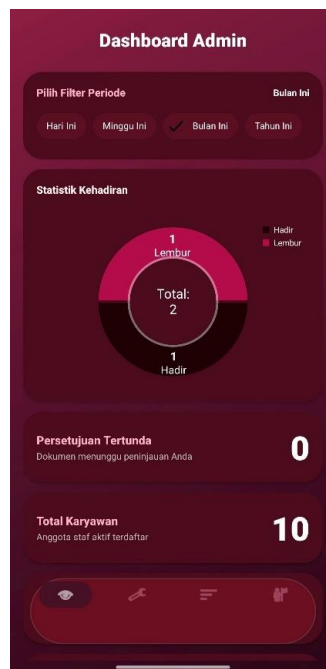 Dashboard Admin
Pilih Filter Periode
Bulan Ini
Hari Ini
Minggu Ini
Bulan Ini
Tahun Ini
Statistik Kehadiran
Hadir
Lembur
1
Lembur
Total:
2
1
Hadir
Persetujuan Tertunda
Dokumen menunggu peninjauan Anda
0
Total Karyawan
Anggota staf aktif terdaftar
10